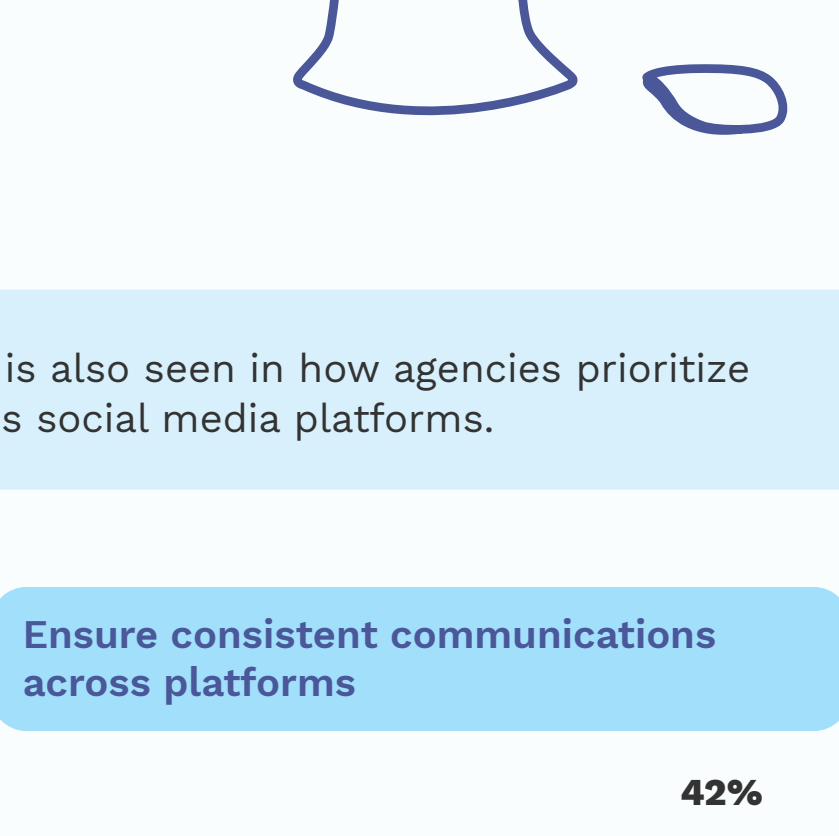 is also seen in how agencies prioritize
s social media platforms.
Ensure consistent communications
across platforms
42%